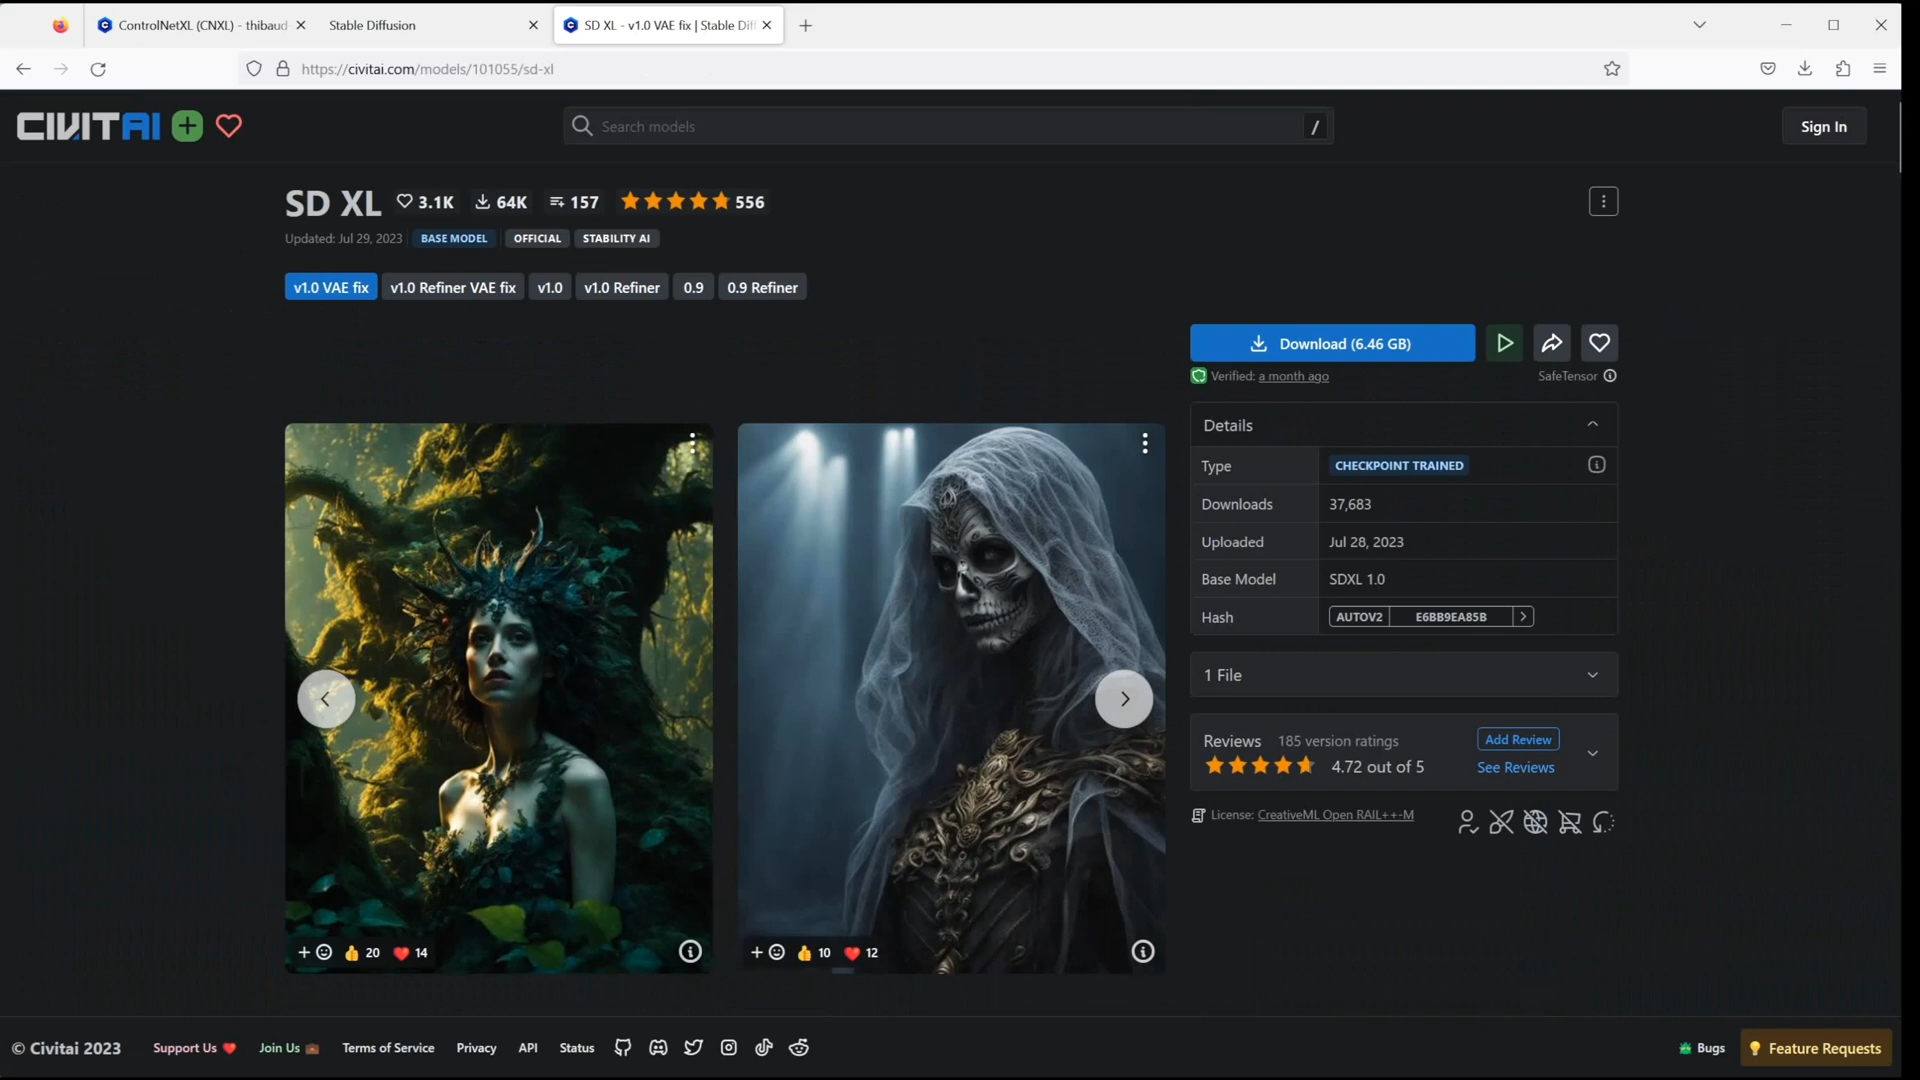 ControlNetXL (CNXL) - thibaud
Stable Diffusion
SD XL - v1.0 VAE fix | Stable Dif
https://civitai.com/models/101055/sd-xl
CIVITAI
Search models
/
Sign In
SD XL 3.1K 64K 157 556
Updated: Jul 29, 2023 BASE MODEL OFFICIAL STABILITY AI
v1.0 VAE fix v1.0 Refiner VAE fix v1.0 v1.0 Refiner 0.9 0.9 Refiner
Download (6.46 GB)
Verified: a month ago SafeTensor
Details
Type CHECKPOINT TRAINED
Downloads 37,683
Uploaded Jul 28, 2023
Base Model SDXL 1.0
Hash AUTOV2 E6BB9EA85B
1 File
Reviews 185 version ratings Add Review
4.72 out of 5 See Reviews
License: CreativeML Open RAIL++-M
20 14
10 12
© Civitai 2023 Support Us Join Us Terms of Service Privacy API Status Bugs Feature Requests